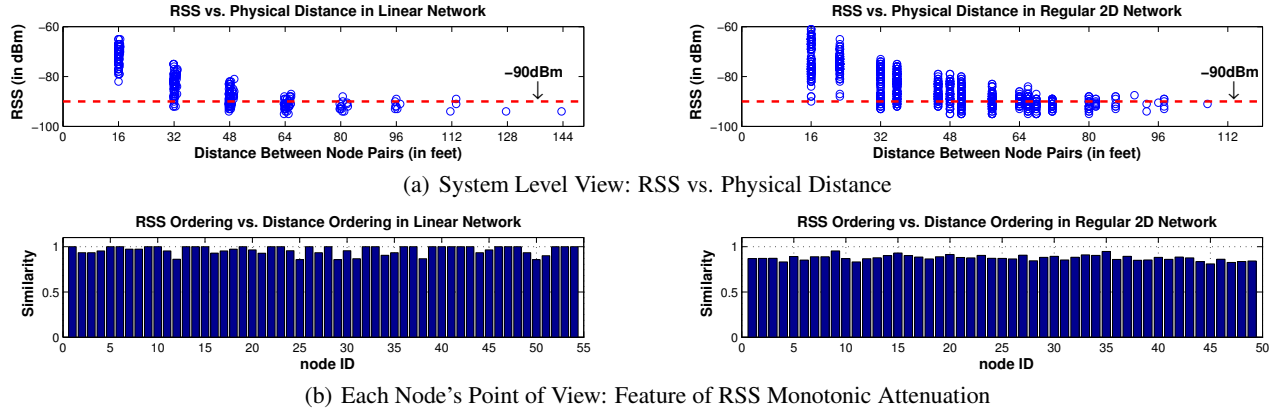 RSS vs. Physical Distance in Linear Network
−60
−80
−100
RSS (in dBm)
−90dBm
0 16 32 48 64 80 96 112 128 144
Distance Between Node Pairs (in feet)
RSS vs. Physical Distance in Regular 2D Network
−60
−80
−100
RSS (in dBm)
−90dBm
0 16 32 48 64 80 96 112
Distance Between Node Pairs (in feet)
(a) System Level View: RSS vs. Physical Distance
RSS Ordering vs. Distance Ordering in Linear Network
1
0.5
0
Similarity
0 5 10 15 20 25 30 35 40 45 50 55
node ID
RSS Ordering vs. Distance Ordering in Regular 2D Network
1
0.5
0
Similarity
0 5 10 15 20 25 30 35 40 45 50
node ID
(b) Each Node's Point of View: Feature of RSS Monotonic Attenuation